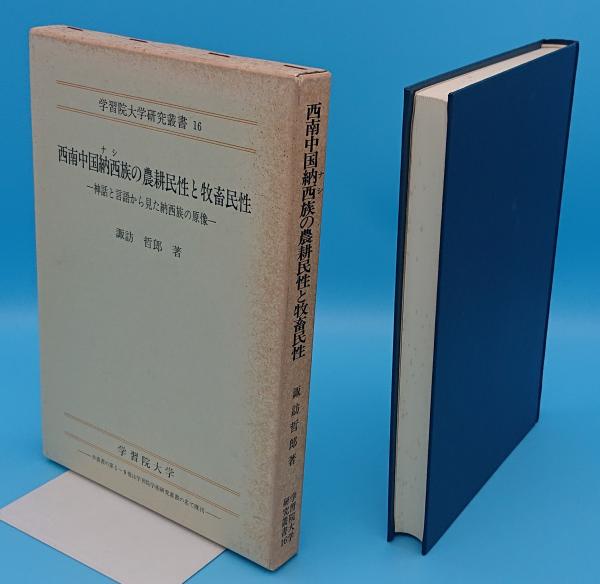 学習院大学研究叢書 16
ナシ
西南中国納西族の農耕民性と牧畜民性
―神話と言語から見た納西族の原像―
諏訪 哲郎 著
学習院大学
西南中国納西族の農耕民性と牧畜民性
ナシ
諏訪哲郎著
学習院大学
研究叢書16